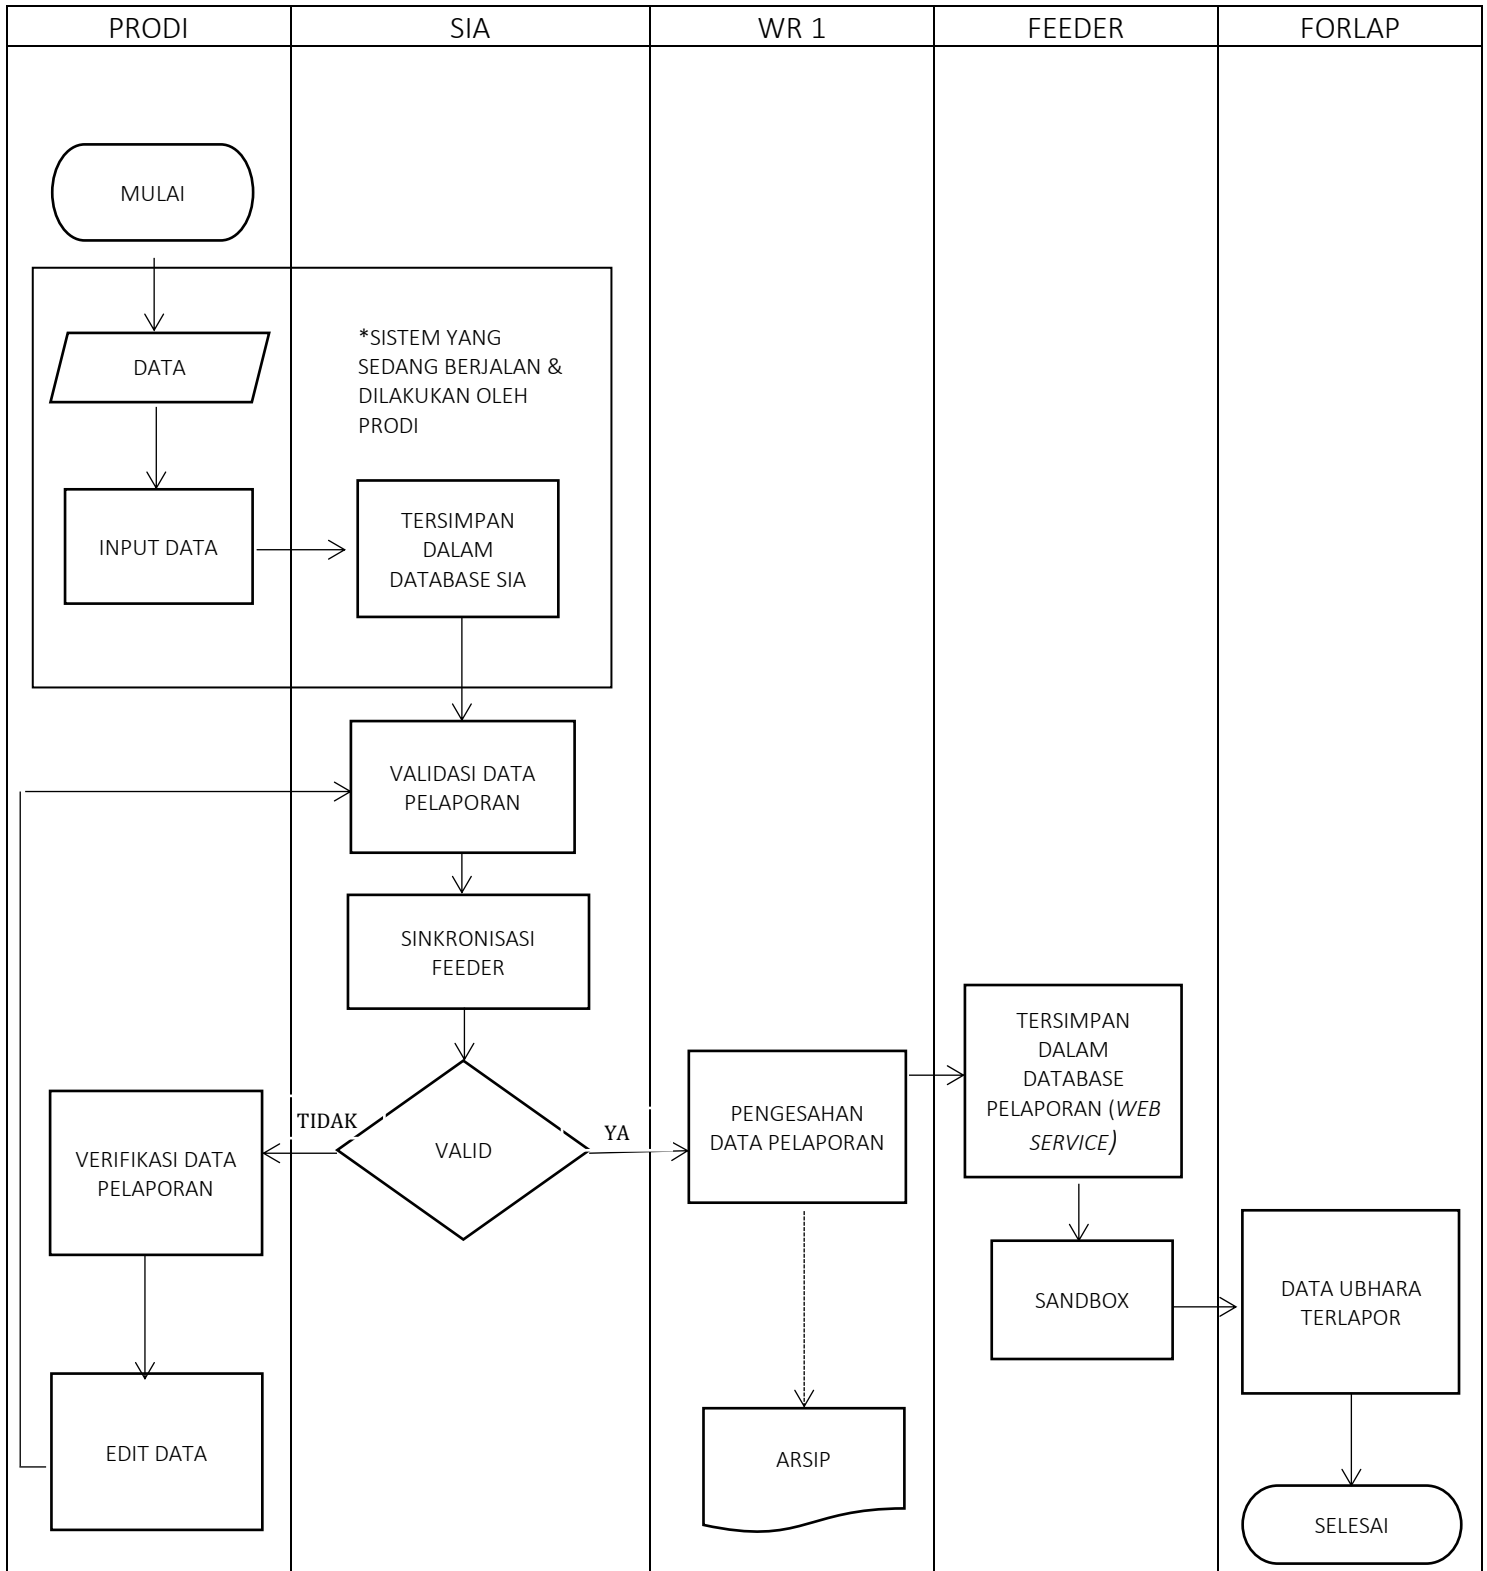 PRODI
SIA
WR 1
FEEDER
FORLAP
MULAI
*SISTEM YANG
SEDANG BERJALAN &
DILAKUKAN OLEH
PRODI
DATA
INPUT DATA
TERSIMPAN
DALAM
DATABASE SIA
VALIDASI DATA
PELAPORAN
SINKRONISASI
FEEDER
VALID
TIDAK
YA
VERIFIKASI DATA
PELAPORAN
EDIT DATA
PENGESAHAN
DATA PELAPORAN
ARSIP
TERSIMPAN
DALAM
DATABASE
PELAPORAN (WEB
SERVICE)
SANDBOX
DATA UBHARA
TERLAPOR
SELESAI